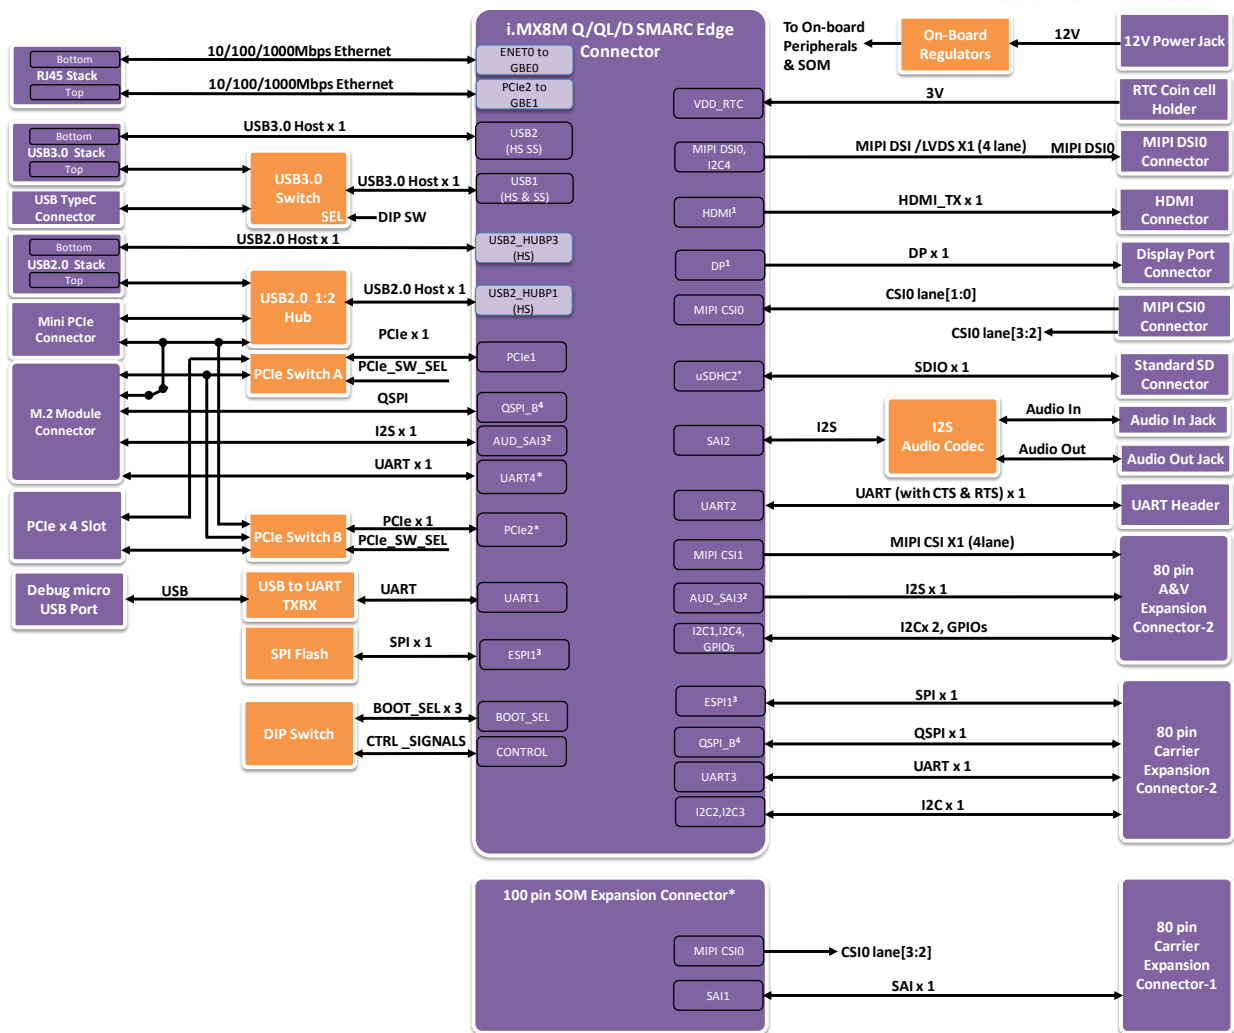 i.MX8M Q/QL/D SMARC Edge
Connector
Bottom
RJ45 Stack
Top
10/100/1000Mbps Ethernet
10/100/1000Mbps Ethernet
ENET0 to
GBE0
PCIe2 to
GBE1
Bottom
USB3.0 Stack
Top
USB TypeC
Connector
USB3.0 Host x 1
USB3.0
Switch
SEL
USB3.0 Host x 1
DIP SW
USB2
(HS SS)
USB1
(HS & SS)
Bottom
USB2.0 Stack
Top
USB2.0 Host x 1
USB2.0 1:2
Hub
USB2.0 Host x 1
USB2_HUBP3
(HS)
USB2_HUBP1
(HS)
Mini PCIe
Connector
PCIe x 1
PCIe Switch A
PCIe_SW_SEL
PCIe1
M.2 Module
Connector
QSPI
QSPI_B⁴
I2S x 1
AUD_SAI3²
UART x 1
UART4*
PCIe x 4 Slot
PCIe Switch B
PCIe x 1
PCIe_SW_SEL
PCIe2*
Debug micro
USB Port
USB
USB to UART
TXRX
UART
UART1
SPI Flash
SPI x 1
ESPI1³
DIP Switch
BOOT_SEL x 3
BOOT_SEL
CTRL _SIGNALS
CONTROL
To On-board
Peripherals
& SOM
On-Board
Regulators
12V
12V Power Jack
VDD_RTC
3V
RTC Coin cell
Holder
MIPI DSI0,
I2C4
MIPI DSI /LVDS X1 (4 lane)
MIPI DSI0
MIPI DSI0
Connector
HDMI¹
HDMI_TX x 1
HDMI
Connector
DP¹
DP x 1
Display Port
Connector
MIPI CSI0
CSI0 lane[1:0]
CSI0 lane[3:2]
MIPI CSI0
Connector
uSDHC2*
SDIO x 1
Standard SD
Connector
SAI2
I2S
I2S
Audio Codec
Audio In
Audio In Jack
Audio Out
Audio Out Jack
UART2
UART (with CTS & RTS) x 1
UART Header
MIPI CSI1
MIPI CSI X1 (4lane)
AUD_SAI3²
I2S x 1
I2C1,I2C4,
GPIOs
I2Cx 2, GPIOs
80 pin
A&V
Expansion
Connector-2
ESPI1³
SPI x 1
QSPI_B⁴
QSPI x 1
UART3
UART x 1
I2C2,I2C3
I2C x 1
80 pin
Carrier
Expansion
Connector-2
100 pin SOM Expansion Connector*
MIPI CSI0
CSI0 lane[3:2]
SAI1
SAI x 1
80 pin
Carrier
Expansion
Connector-1